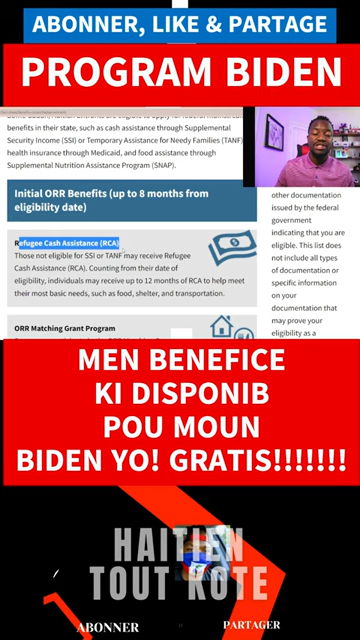 ABONNER, LIKE & PARTAGE
PROGRAM BIDEN
benefits in their state, such as cash assistance through Supplemental
Security Income (SSI) or Temporary Assistance for Needy Families (TANF)
health insurance through Medicaid, and food assistance through
Supplemental Nutrition Assistance Program (SNAP).
Initial ORR Benefits (up to 8 months from
eligibility date)
Refugee Cash Assistance (RCA)
Those not eligible for SSI or TANF may receive Refugee
Cash Assistance (RCA). Counting from their date of
eligibility, individuals may receive up to 12 months of RCA to help meet
their most basic needs, such as food, shelter, and transportation.
ORR Matching Grant Program
other
documentation
issued by the federal
government
indicating that you are
eligible. This list does
not include all types
of documentation or
specific information
on your
documentation that
may prove your
eligibility as a
MEN BENEFICE
KI DISPONIB
POU MOUN
BIDEN YO! GRATIS!!!!!!!
HAITIEN
TOUT KOTE
ABONNER
PARTAGER